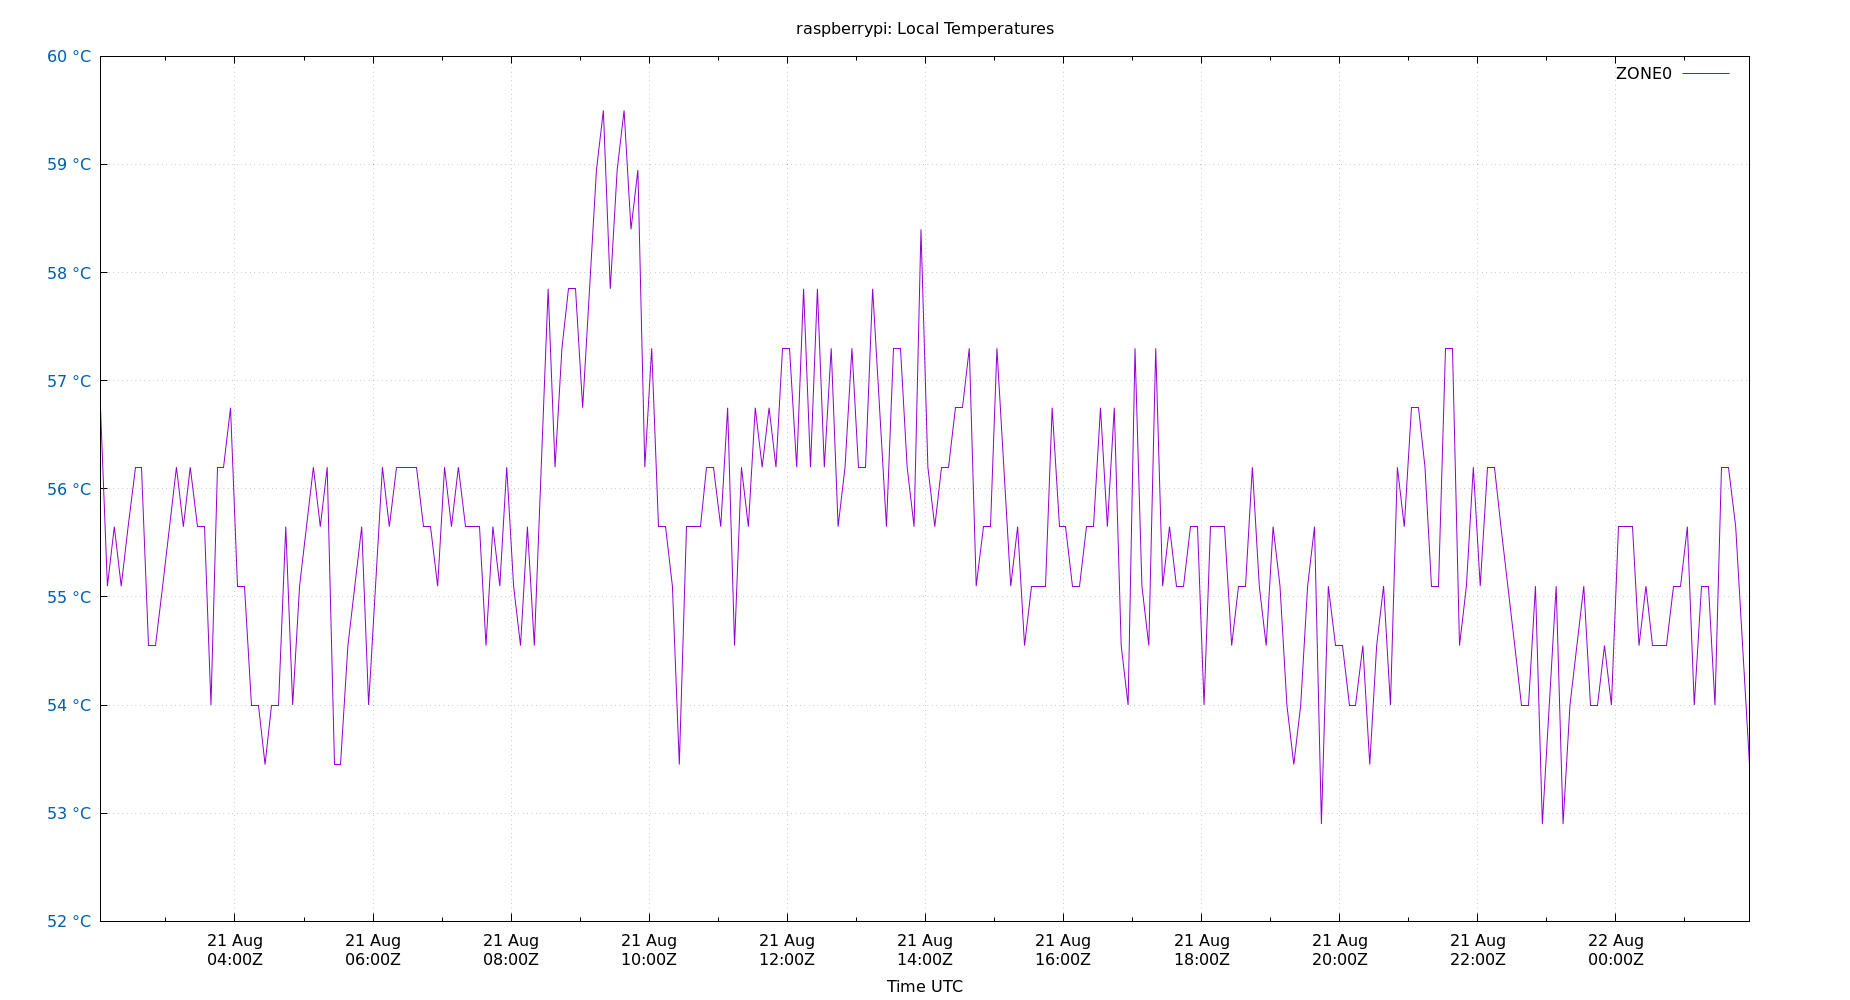 raspberrypi: Local Temperatures
ZONE0
60 °C
59 °C
58 °C
57 °C
56 °C
55 °C
54 °C
53 °C
52 °C
21 Aug 21 Aug 21 Aug 21 Aug 21 Aug 21 Aug 21 Aug 21 Aug 21 Aug 21 Aug 22 Aug
04:00Z 06:00Z 08:00Z 10:00Z 12:00Z 14:00Z 16:00Z 18:00Z 20:00Z 22:00Z 00:00Z
Time UTC